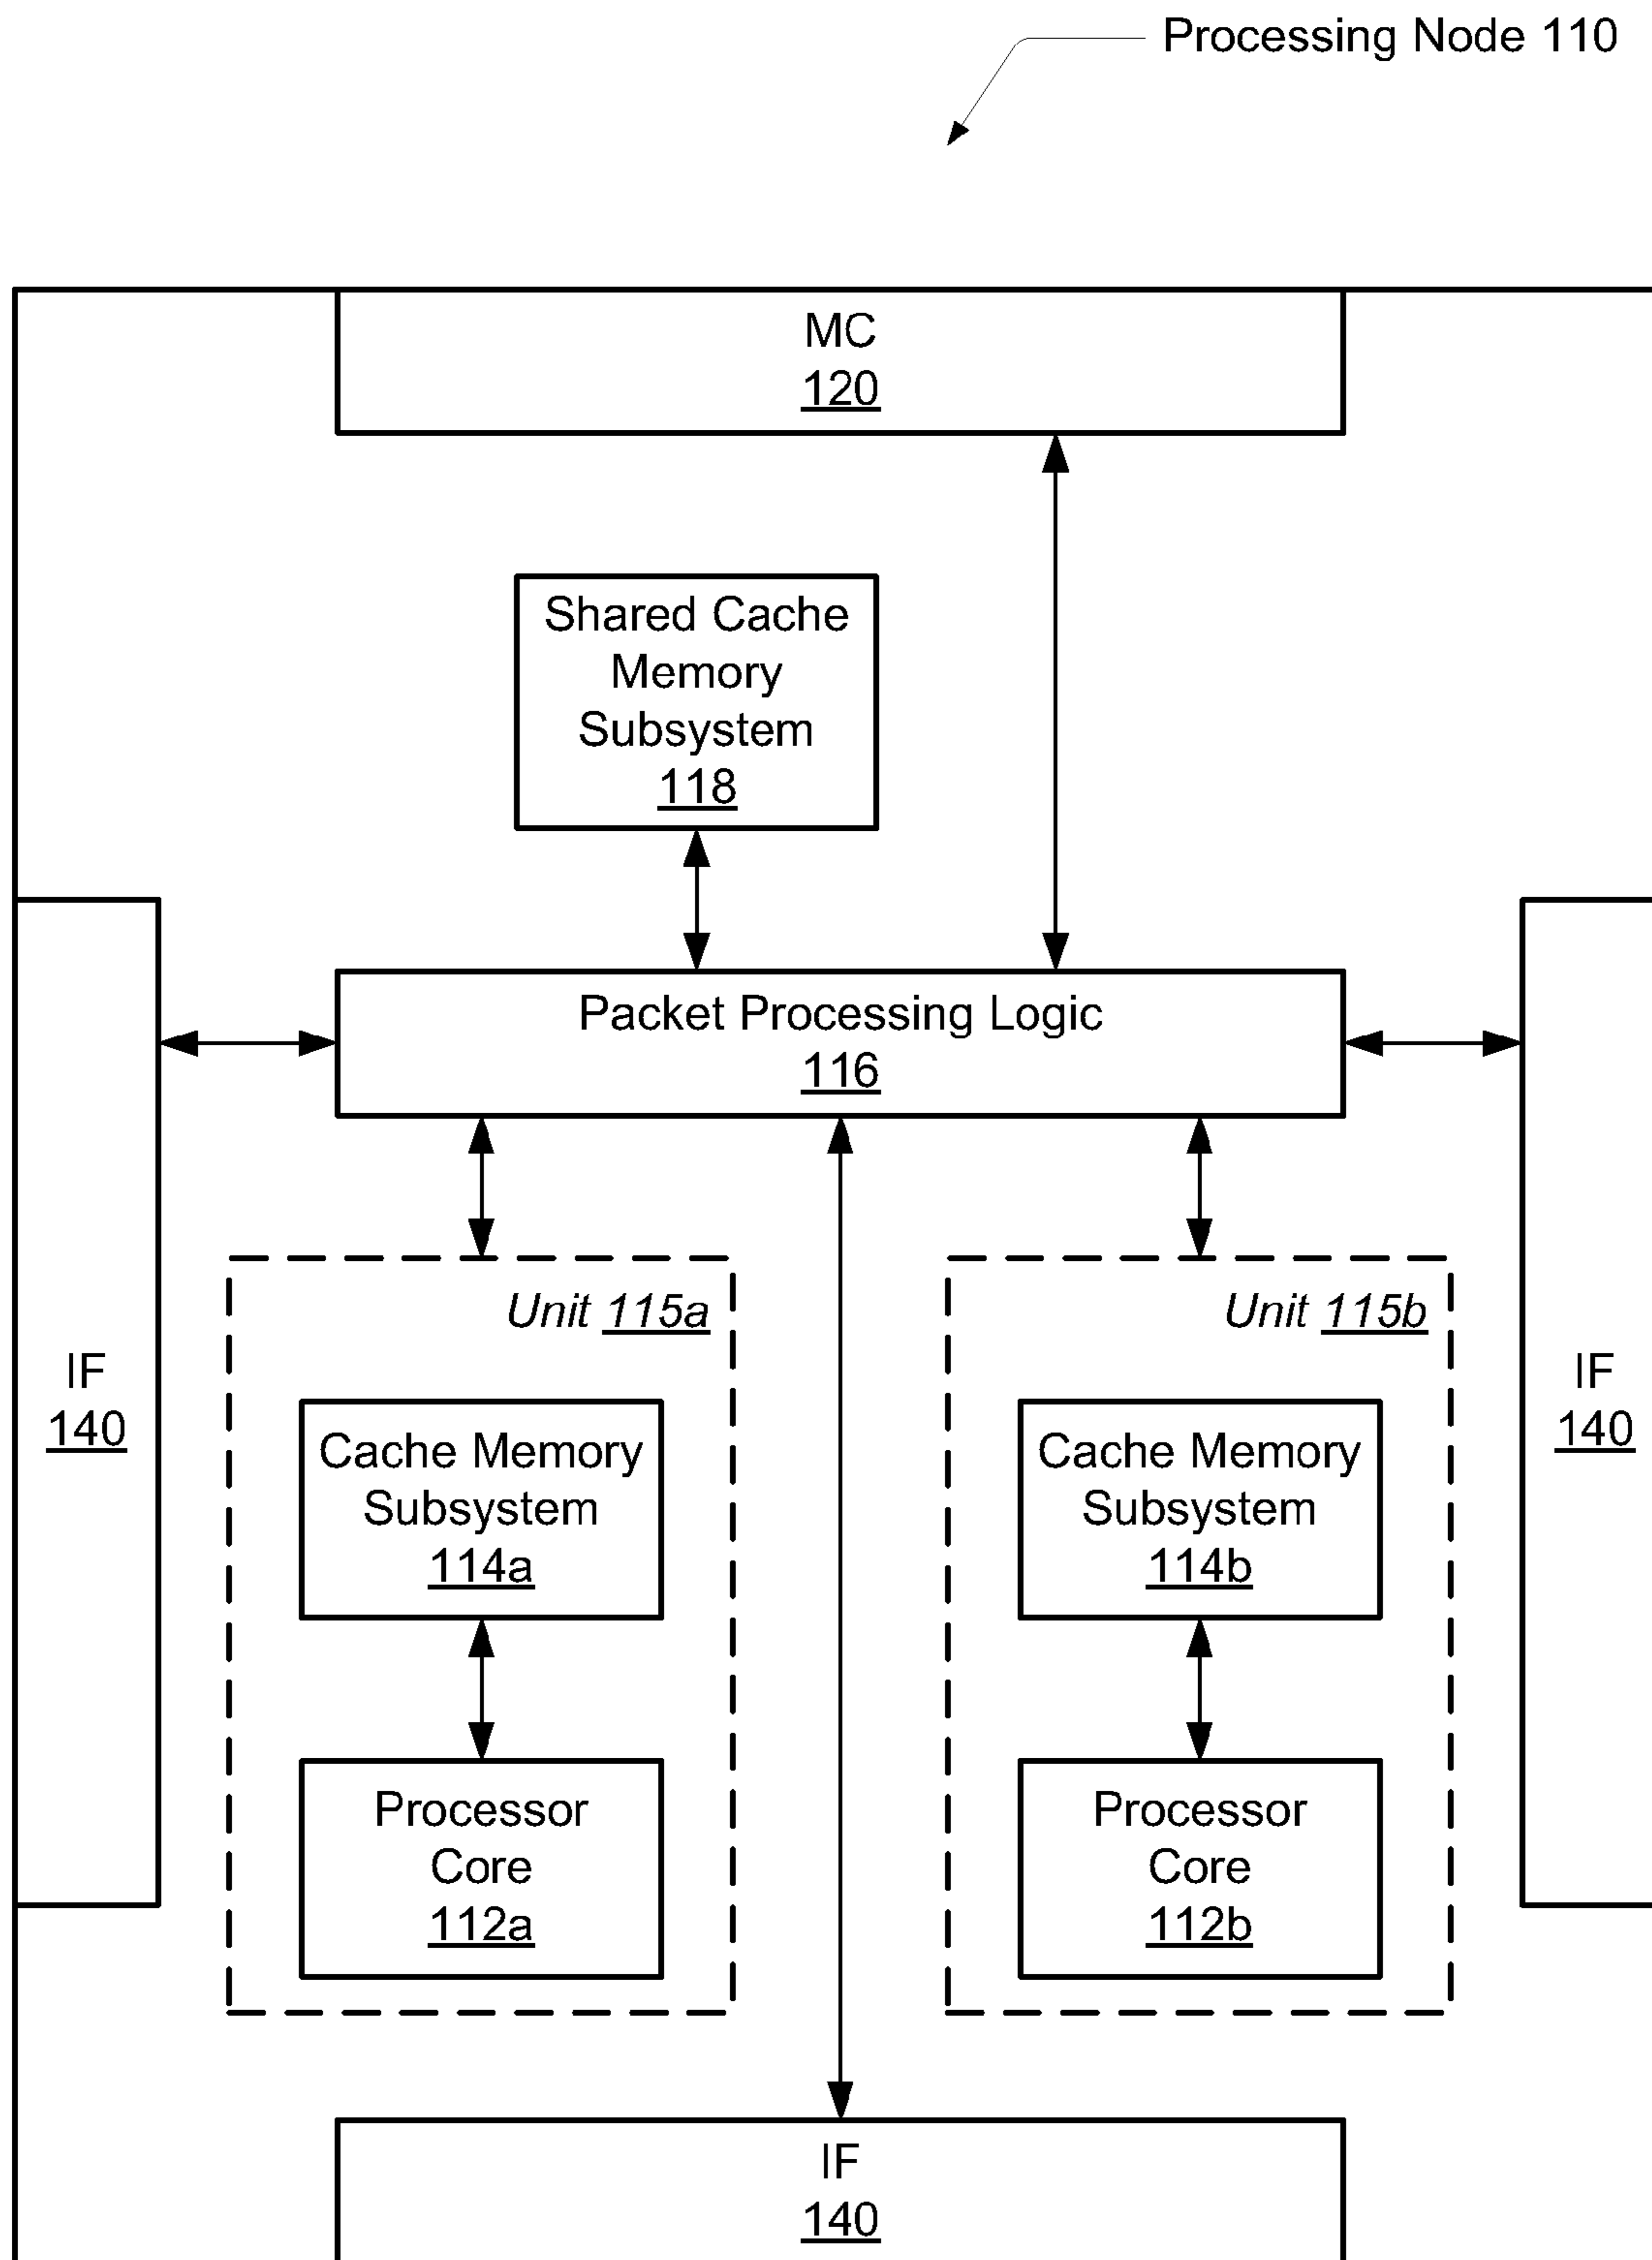 Processing Node 110
MC
120
Shared Cache
Memory
Subsystem
118
Packet Processing Logic
116
Unit 115a
Unit 115b
IF
140
IF
140
Cache Memory
Subsystem
114a
Cache Memory
Subsystem
114b
Processor
Core
112a
Processor
Core
112b
IF
140